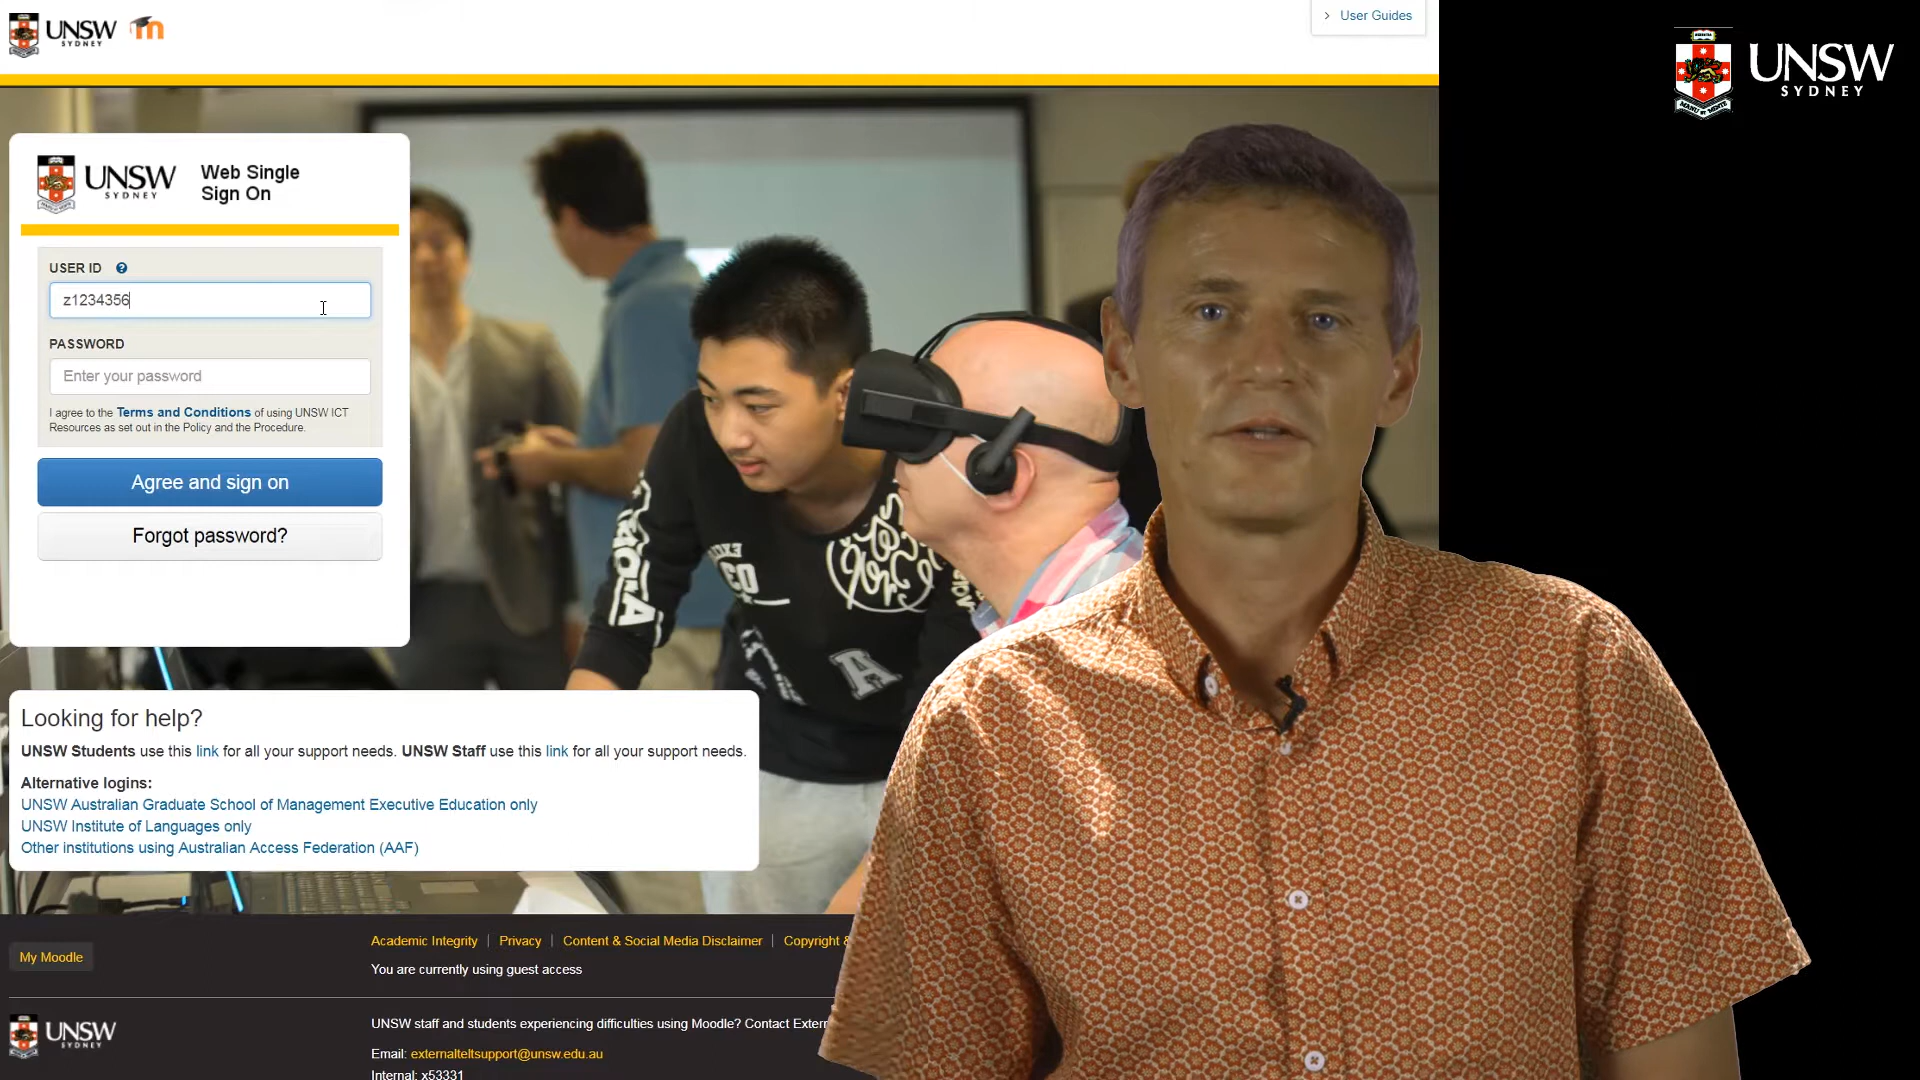 UNSW
SYDNEY
User Guides
UNSW
SYDNEY
MANU ET MENTE
UNSW
SYDNEY
Web Single
Sign On
USER ID
z1234356
PASSWORD
Enter your password
I agree to the Terms and Conditions of using UNSW ICT
Resources as set out in the Policy and the Procedure.
Agree and sign on
Forgot password?
Looking for help?
UNSW Students use this link for all your support needs. UNSW Staff use this link for all your support needs.
Alternative logins:
UNSW Australian Graduate School of Management Executive Education only
UNSW Institute of Languages only
Other institutions using Australian Access Federation (AAF)
My Moodle
Academic Integrity | Privacy | Content & Social Media Disclaimer | Copyright &
You are currently using guest access
UNSW
SYDNEY
UNSW staff and students experiencing difficulties using Moodle? Contact Extern
Email: externalteltsupport@unsw.edu.au
Internal: x53331